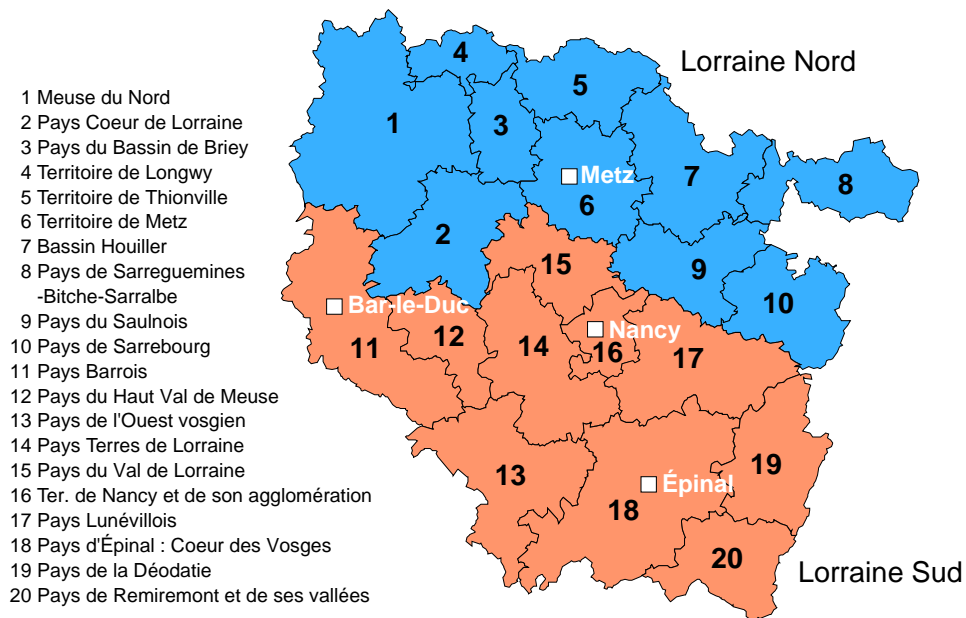 Lorraine Nord
1 Meuse du Nord
2 Pays Coeur de Lorraine
3 Pays du Bassin de Briey
4 Territoire de Longwy
5 Territoire de Thionville
6 Territoire de Metz
7 Bassin Houiller
8 Pays de Sarreguemines
-Bitche-Sarralbe
9 Pays du Saulnois
10 Pays de Sarrebourg
11 Pays Barrois
12 Pays du Haut Val de Meuse
13 Pays de l'Ouest vosgien
14 Pays Terres de Lorraine
15 Pays du Val de Lorraine
16 Ter. de Nancy et de son agglomération
17 Pays Lunévillois
18 Pays d'Épinal : Coeur des Vosges
19 Pays de la Déodatie
20 Pays de Remiremont et de ses vallées
4
5
1
3
Metz
7
8
6
2
9
15
10
Bar-le-Duc
Nancy
12
11
14
16
17
13
19
Épinal
18
20
Lorraine Sud